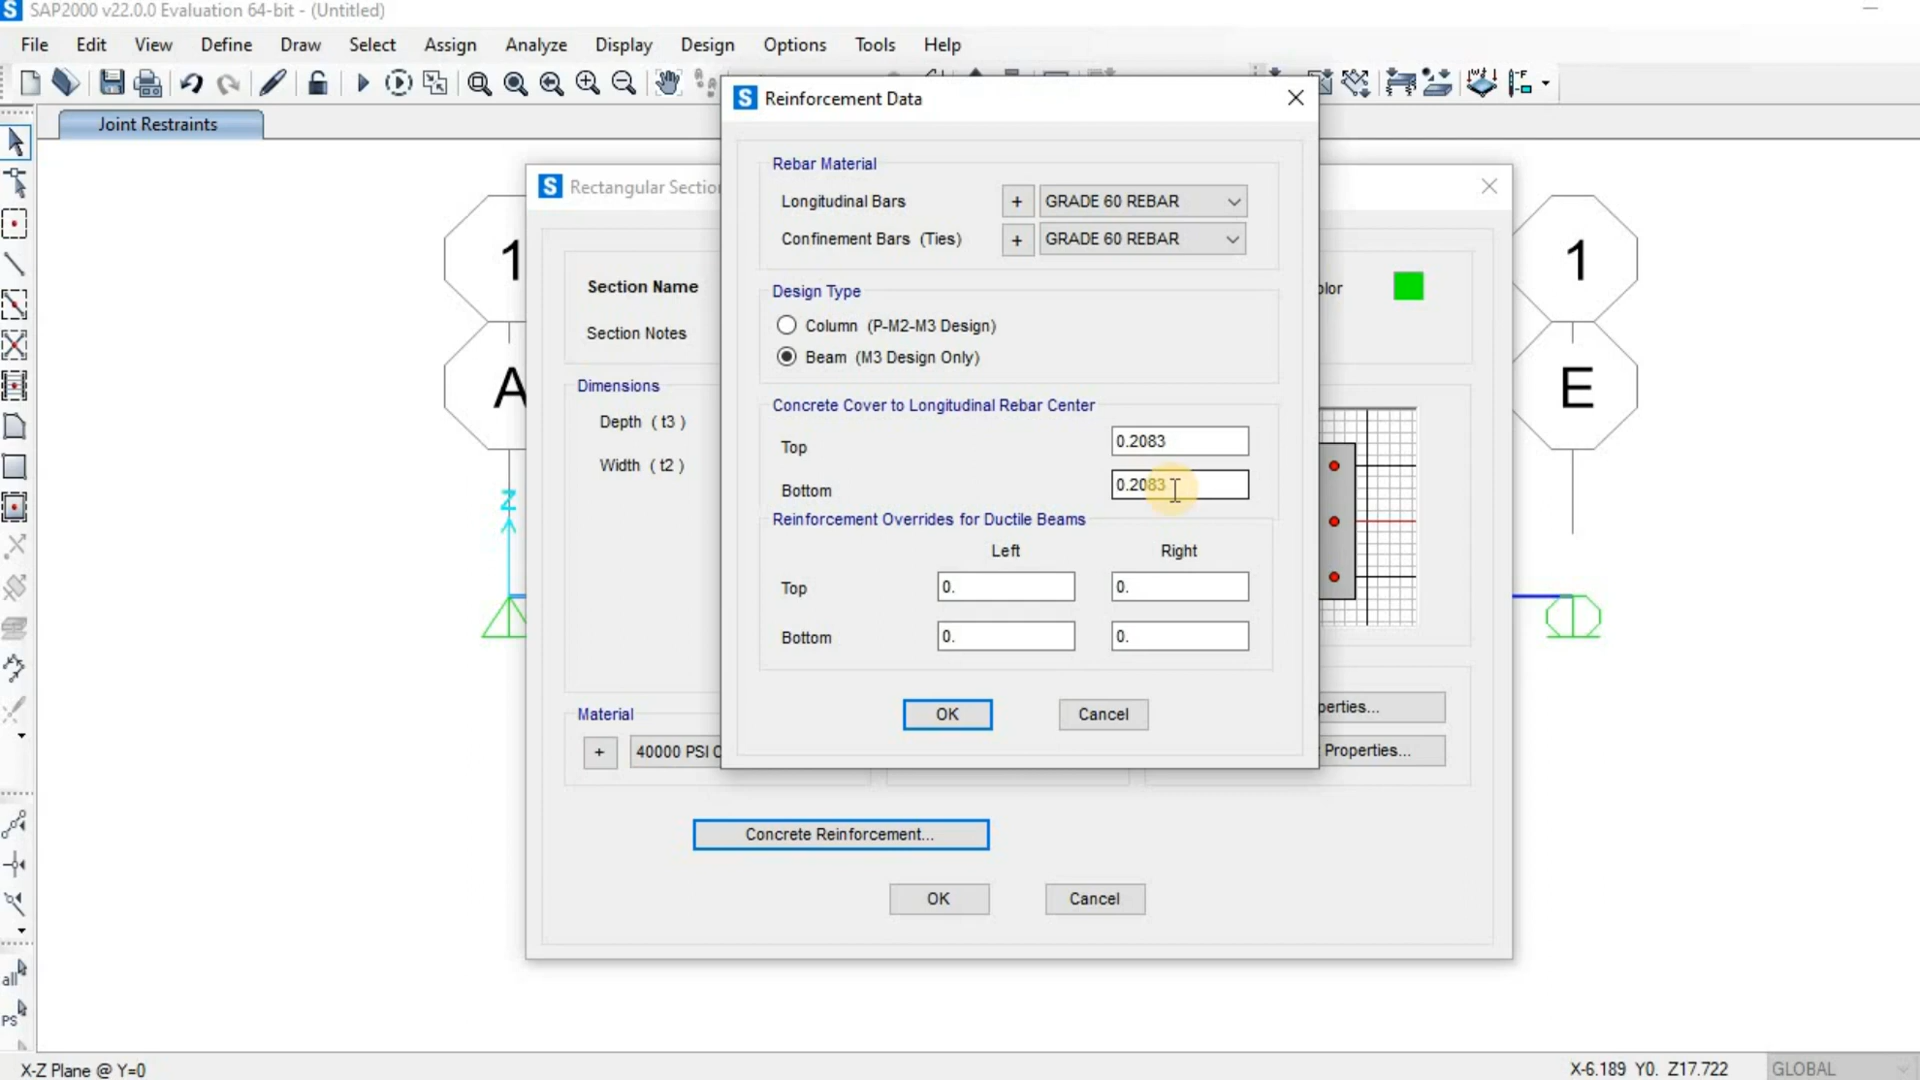 SAP2000 v22.0.0 Evaluation 64-bit - (Untitled)
File Edit View Define Draw Select Assign Analyze Display Design Options Tools Help
Joint Restraints
Reinforcement Data
Rebar Material
Longitudinal Bars + GRADE 60 REBAR
Confinement Bars (Ties) + GRADE 60 REBAR
Design Type
Column (P-M2-M3 Design)
Beam (M3 Design Only)
Concrete Cover to Longitudinal Rebar Center
Top 0.2083
Bottom 0.2083
Reinforcement Overrides for Ductile Beams
Left Right
Top 0. 0.
Bottom 0. 0.
OK Cancel
Rectangular Section
Section Name
Section Notes
olor
Dimensions
Depth ( t3 )
Width ( t2 )
Material
+ 40000 PSI C
perties...
Properties...
Concrete Reinforcement...
OK Cancel
1 1
A E
Z
all
PS
X-Z Plane @ Y=0
X-6.189 Y0. Z17.722 GLOBAL